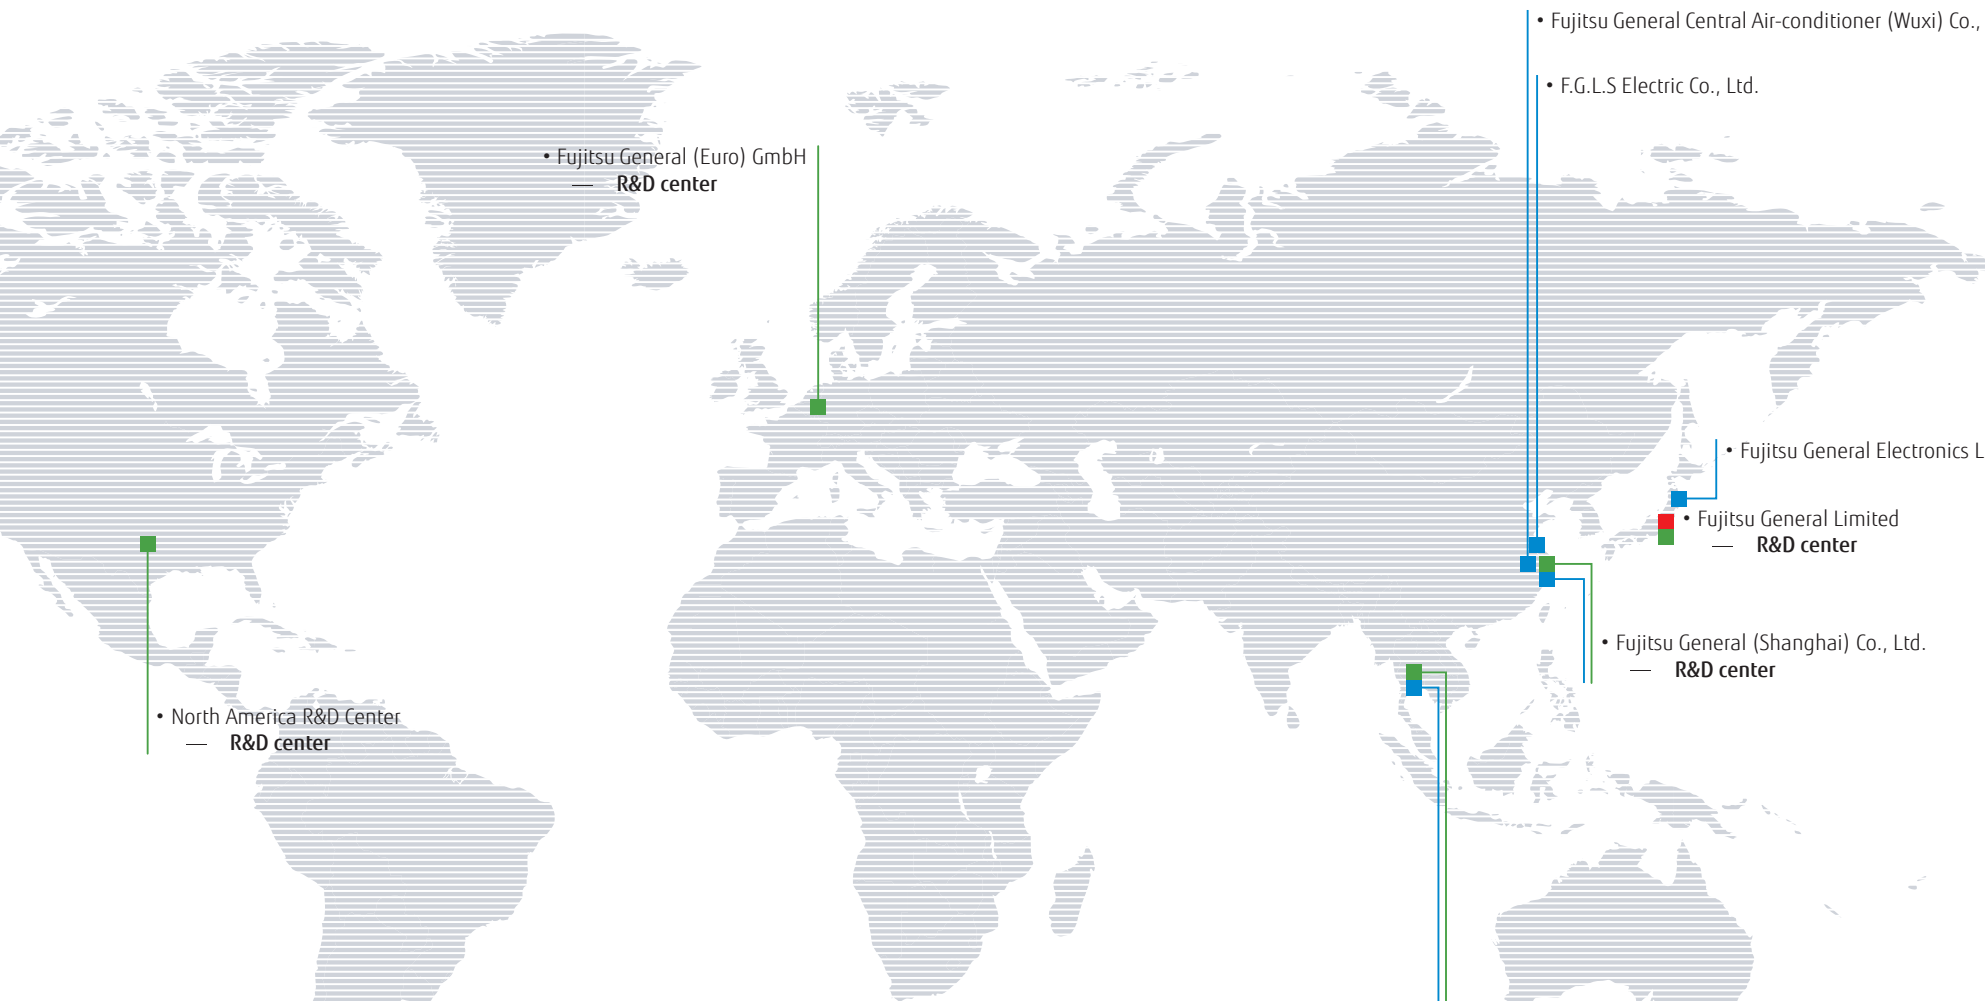 • Fujitsu General Central Air-conditioner (Wuxi) Co.,
• F.G.L.S Electric Co., Ltd.
• Fujitsu General (Euro) GmbH
— R&D center
• Fujitsu General Electronics L
• Fujitsu General Limited
— R&D center
• Fujitsu General (Shanghai) Co., Ltd.
— R&D center
• North America R&D Center
— R&D center